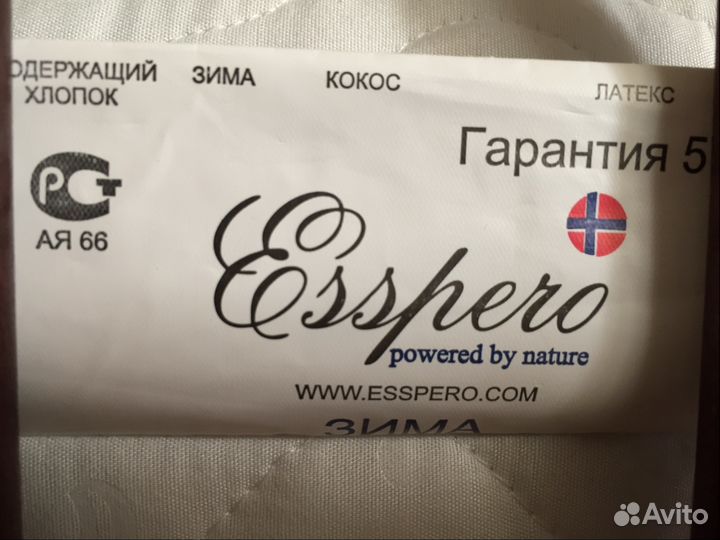 ОДЕРЖАЩИЙ ЗИМА КОКОС ЛАТЕКС
ХЛОПОК
Гарантия 5
РСТ
АЯ 66
Esspero
powered by nature
WWW.ESSPERO.COM
ЗИМА
Avito